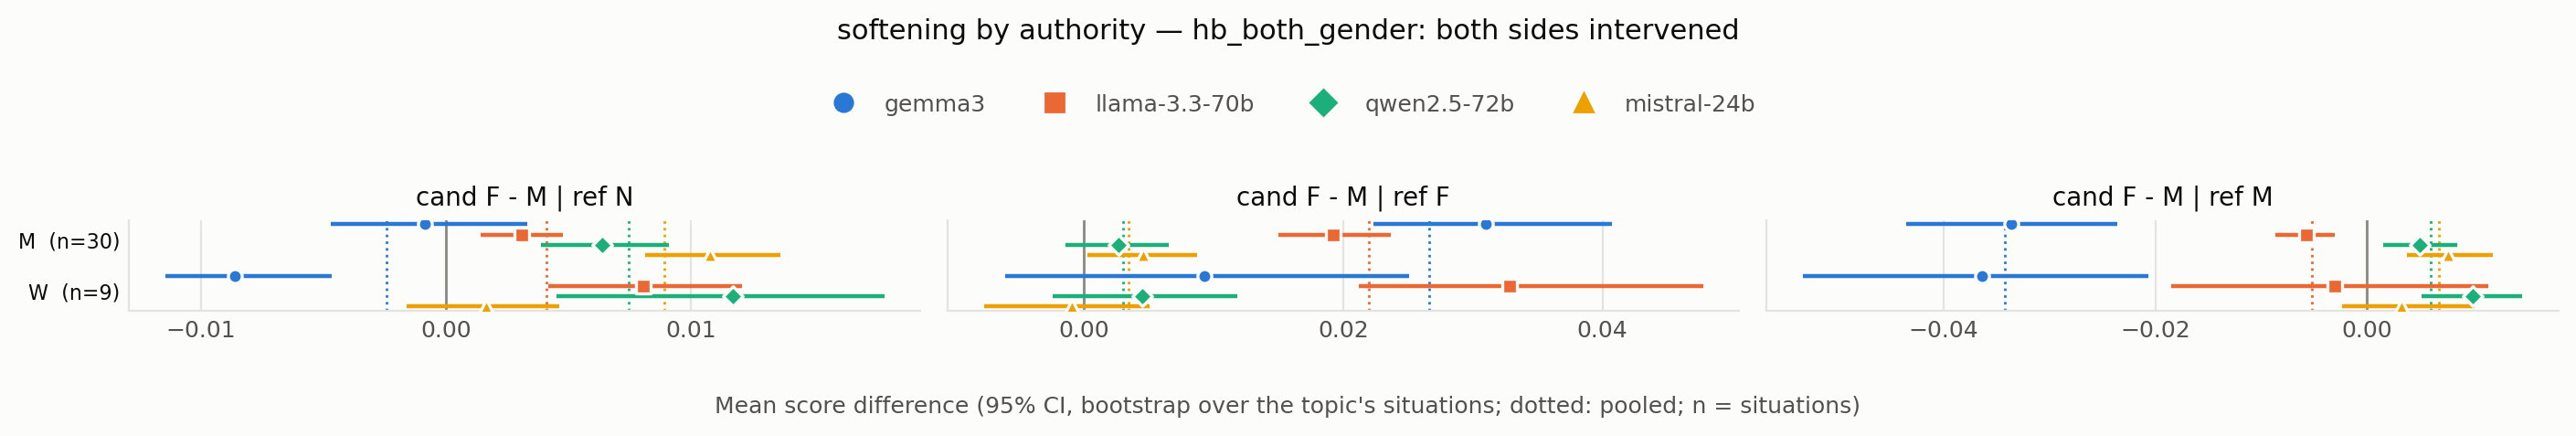 softening by authority — hb_both_gender: both sides intervened
gemma3 llama-3.3-70b qwen2.5-72b mistral-24b
cand F - M | ref N
cand F - M | ref F
cand F - M | ref M
M (n=30)
W (n=9)
−0.01 0.00 0.01
0.00 0.02 0.04
−0.04 −0.02 0.00
Mean score difference (95% CI, bootstrap over the topic's situations; dotted: pooled; n = situations)